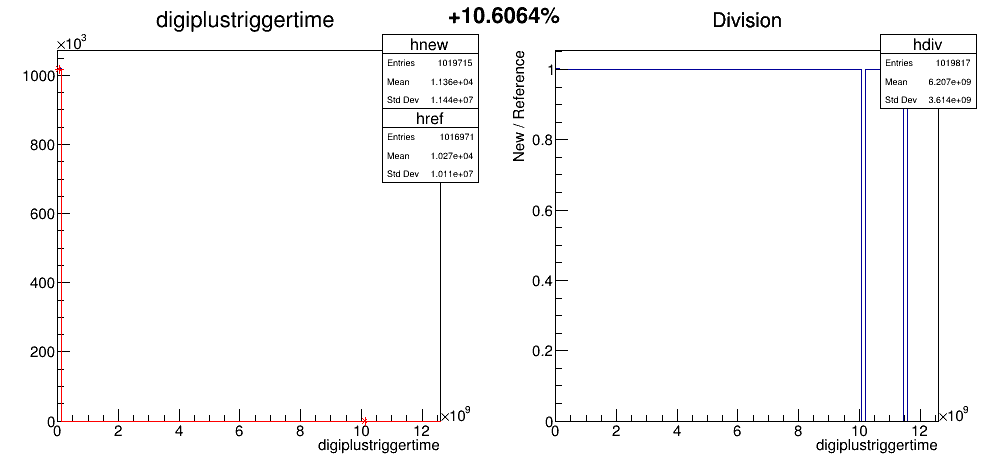 digiplustriggertime
+10.6064%
Division
×10³
hnew
Entries 1019715
Mean 1.136e+04
Std Dev 1.144e+07
href
Entries 1016971
Mean 1.027e+04
Std Dev 1.011e+07
1000
800
600
400
200
0
0 2 4 6 8 10 12
×10⁹
digiplustriggertime
hdiv
Entries 1019817
Mean 6.207e+09
Std Dev 3.614e+09
New / Reference
1
0.8
0.6
0.4
0.2
0
0 2 4 6 8 10 12
×10⁹
digiplustriggertime